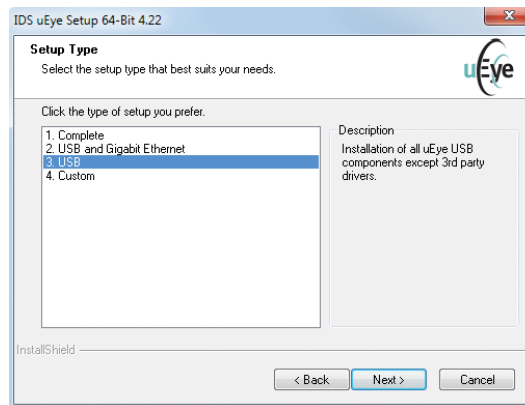 IDS uEye Setup 64-Bit 4.22
Setup Type
Select the setup type that best suits your needs.
uEye
Click the type of setup you prefer.
1. Complete
2. USB and Gigabit Ethernet
3. USB
4. Custom
Description
Installation of all uEye USB
components except 3rd party
drivers.
InstallShield
< Back
Next >
Cancel